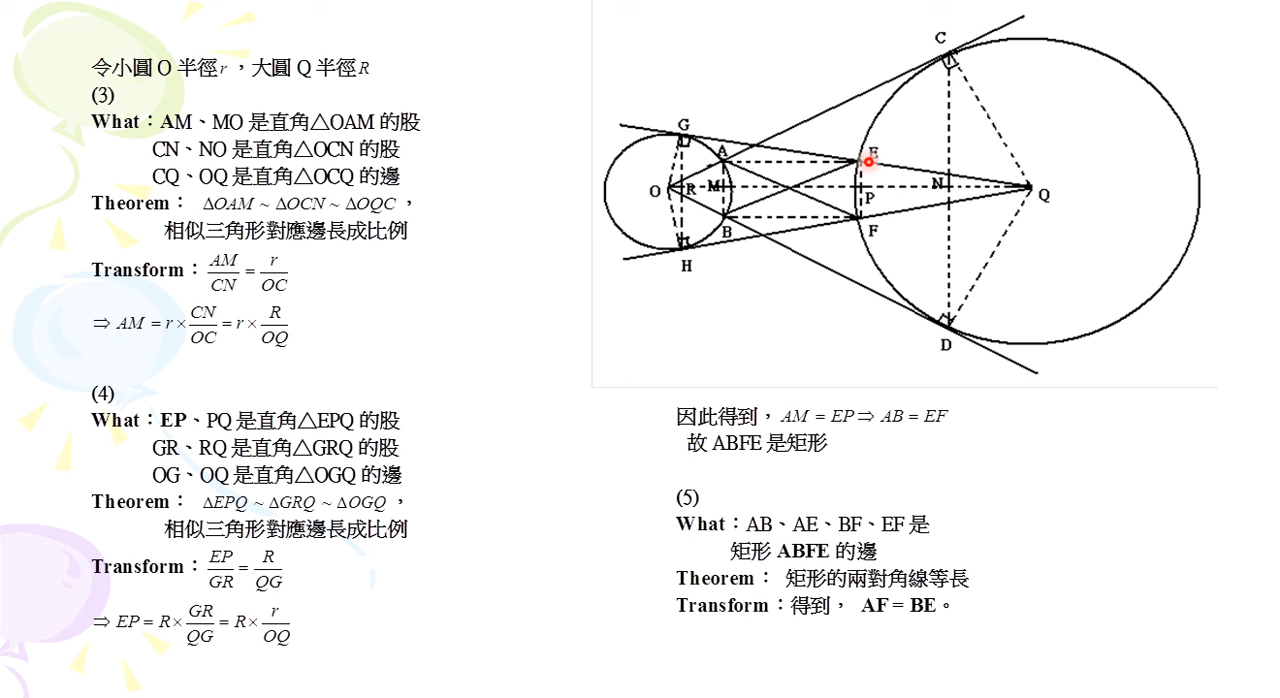 令小圓 O 半徑 r ，大圓 Q 半徑 R
(3)
What：AM、MO 是直角△OAM 的股
CN、NO 是直角△OCN 的股
CQ、OQ 是直角△OCQ 的邊
Theorem： ΔOAM ~ ΔOCN ~ ΔOQC ，
相似三角形對應邊長成比例
Transform： AM/CN = r/OC
⇒ AM = r × CN/OC = r × R/OQ
(4)
What：EP、PQ 是直角△EPQ 的股
GR、RQ 是直角△GRQ 的股
OG、OQ 是直角△OGQ 的邊
Theorem： ΔEPQ ~ ΔGRQ ~ ΔOGQ ，
相似三角形對應邊長成比例
Transform： EP/GR = R/QG
⇒ EP = R × GR/QG = R × r/OQ
C
G
A
E
O
R
M
P
N
Q
B
F
H
D
因此得到， AM = EP ⇒ AB = EF
故 ABFE 是矩形
(5)
What：AB、AE、BF、EF 是
矩形 ABFE 的邊
Theorem： 矩形的兩對角線等長
Transform：得到， AF = BE。